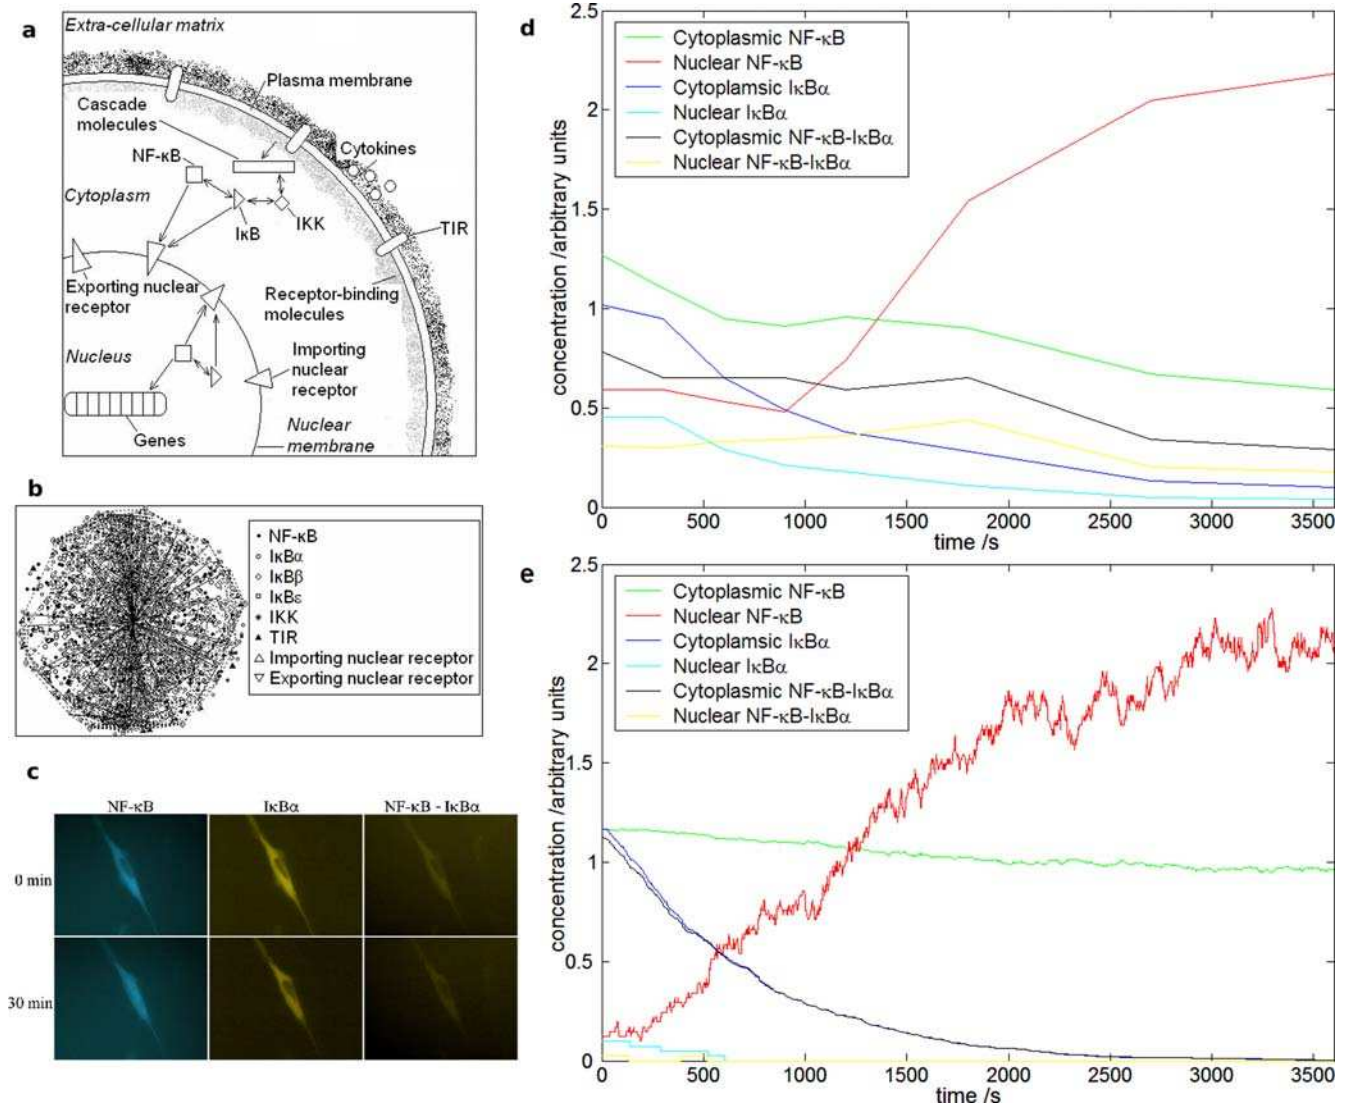 a
Extra-cellular matrix
Plasma membrane
Cascade
molecules
NF-κB
Cytokines
Cytoplasm
IκB
IKK
TIR
Exporting nuclear
receptor
Receptor-binding
molecules
Nucleus
Importing
nuclear
receptor
Genes
Nuclear
membrane
b
NF-κB
IκBα
IκBβ
IκBε
IKK
TIR
Importing nuclear receptor
Exporting nuclear receptor
c
NF-κB IκBα NF-κB - IκBα
0 min
30 min
d
2.5
2
1.5
1
0.5
0
concentration /arbitrary units
Cytoplasmic NF-κB
Nuclear NF-κB
Cytoplamsic IκBα
Nuclear IκBα
Cytoplasmic NF-κB-IκBα
Nuclear NF-κB-IκBα
0 500 1000 1500 2000 2500 3000 3500
time /s
e
2.5
2
1.5
1
0.5
0
concentration /arbitrary units
Cytoplasmic NF-κB
Nuclear NF-κB
Cytoplamsic IκBα
Nuclear IκBα
Cytoplasmic NF-κB-IκBα
Nuclear NF-κB-IκBα
0 500 1000 1500 2000 2500 3000 3500
time /s